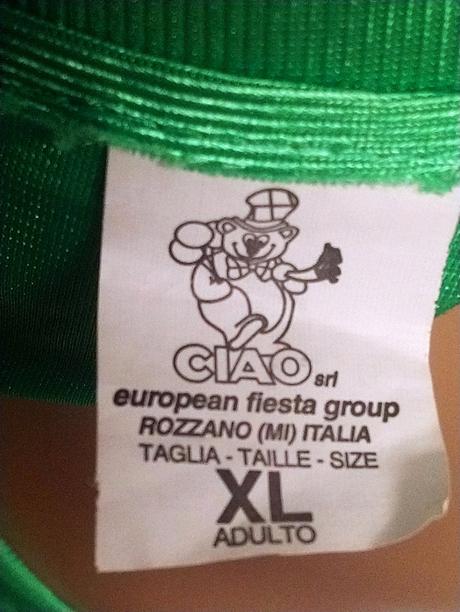 CIAO srl
european fiesta group
ROZZANO (MI) ITALIA
TAGLIA - TAILLE - SIZE
XL
ADULTO